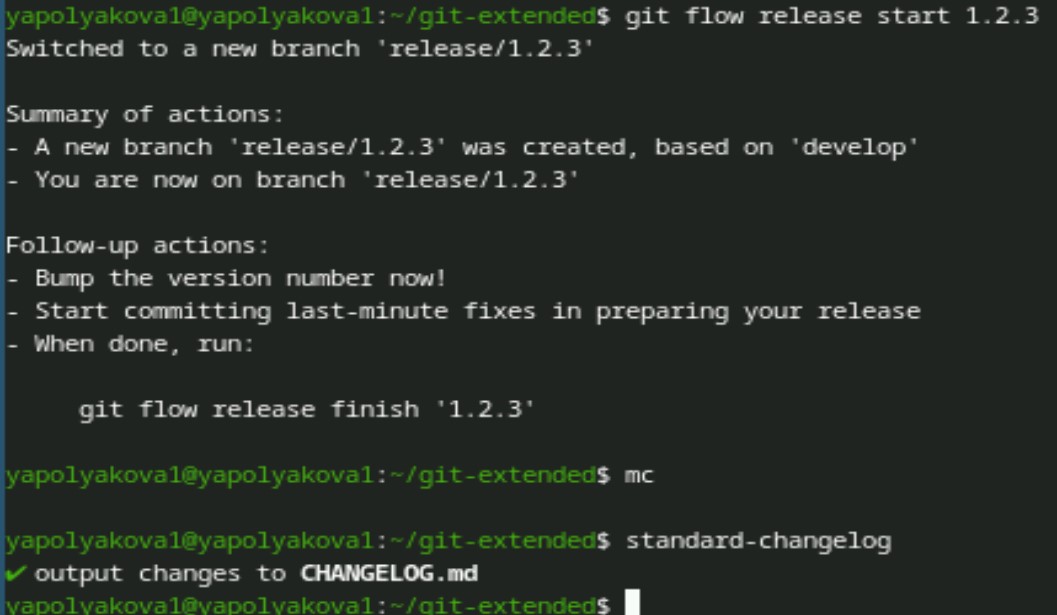 yapolyakova1@yapolyakova1:~/git-extended$ git flow release start 1.2.3
Switched to a new branch 'release/1.2.3'
Summary of actions:
- A new branch 'release/1.2.3' was created, based on 'develop'
- You are now on branch 'release/1.2.3'
Follow-up actions:
- Bump the version number now!
- Start committing last-minute fixes in preparing your release
- When done, run:
git flow release finish '1.2.3'
yapolyakova1@yapolyakova1:~/git-extended$ mc
yapolyakova1@yapolyakova1:~/git-extended$ standard-changelog
✔ output changes to CHANGELOG.md
yapolyakova1@yapolyakova1:~/git-extended$